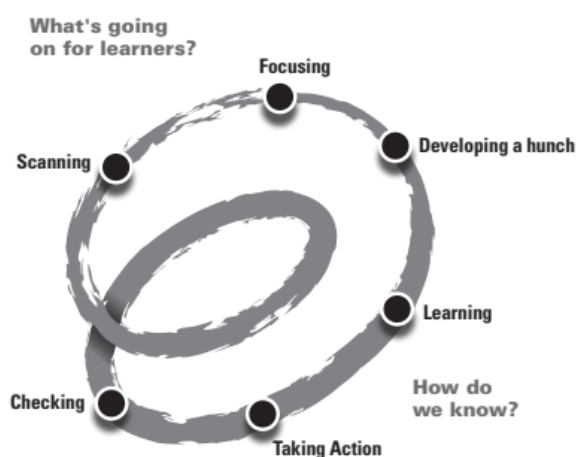 What's going
on for learners?
Focusing
Developing a hunch
Scanning
Learning
How do
we know?
Checking
Taking Action